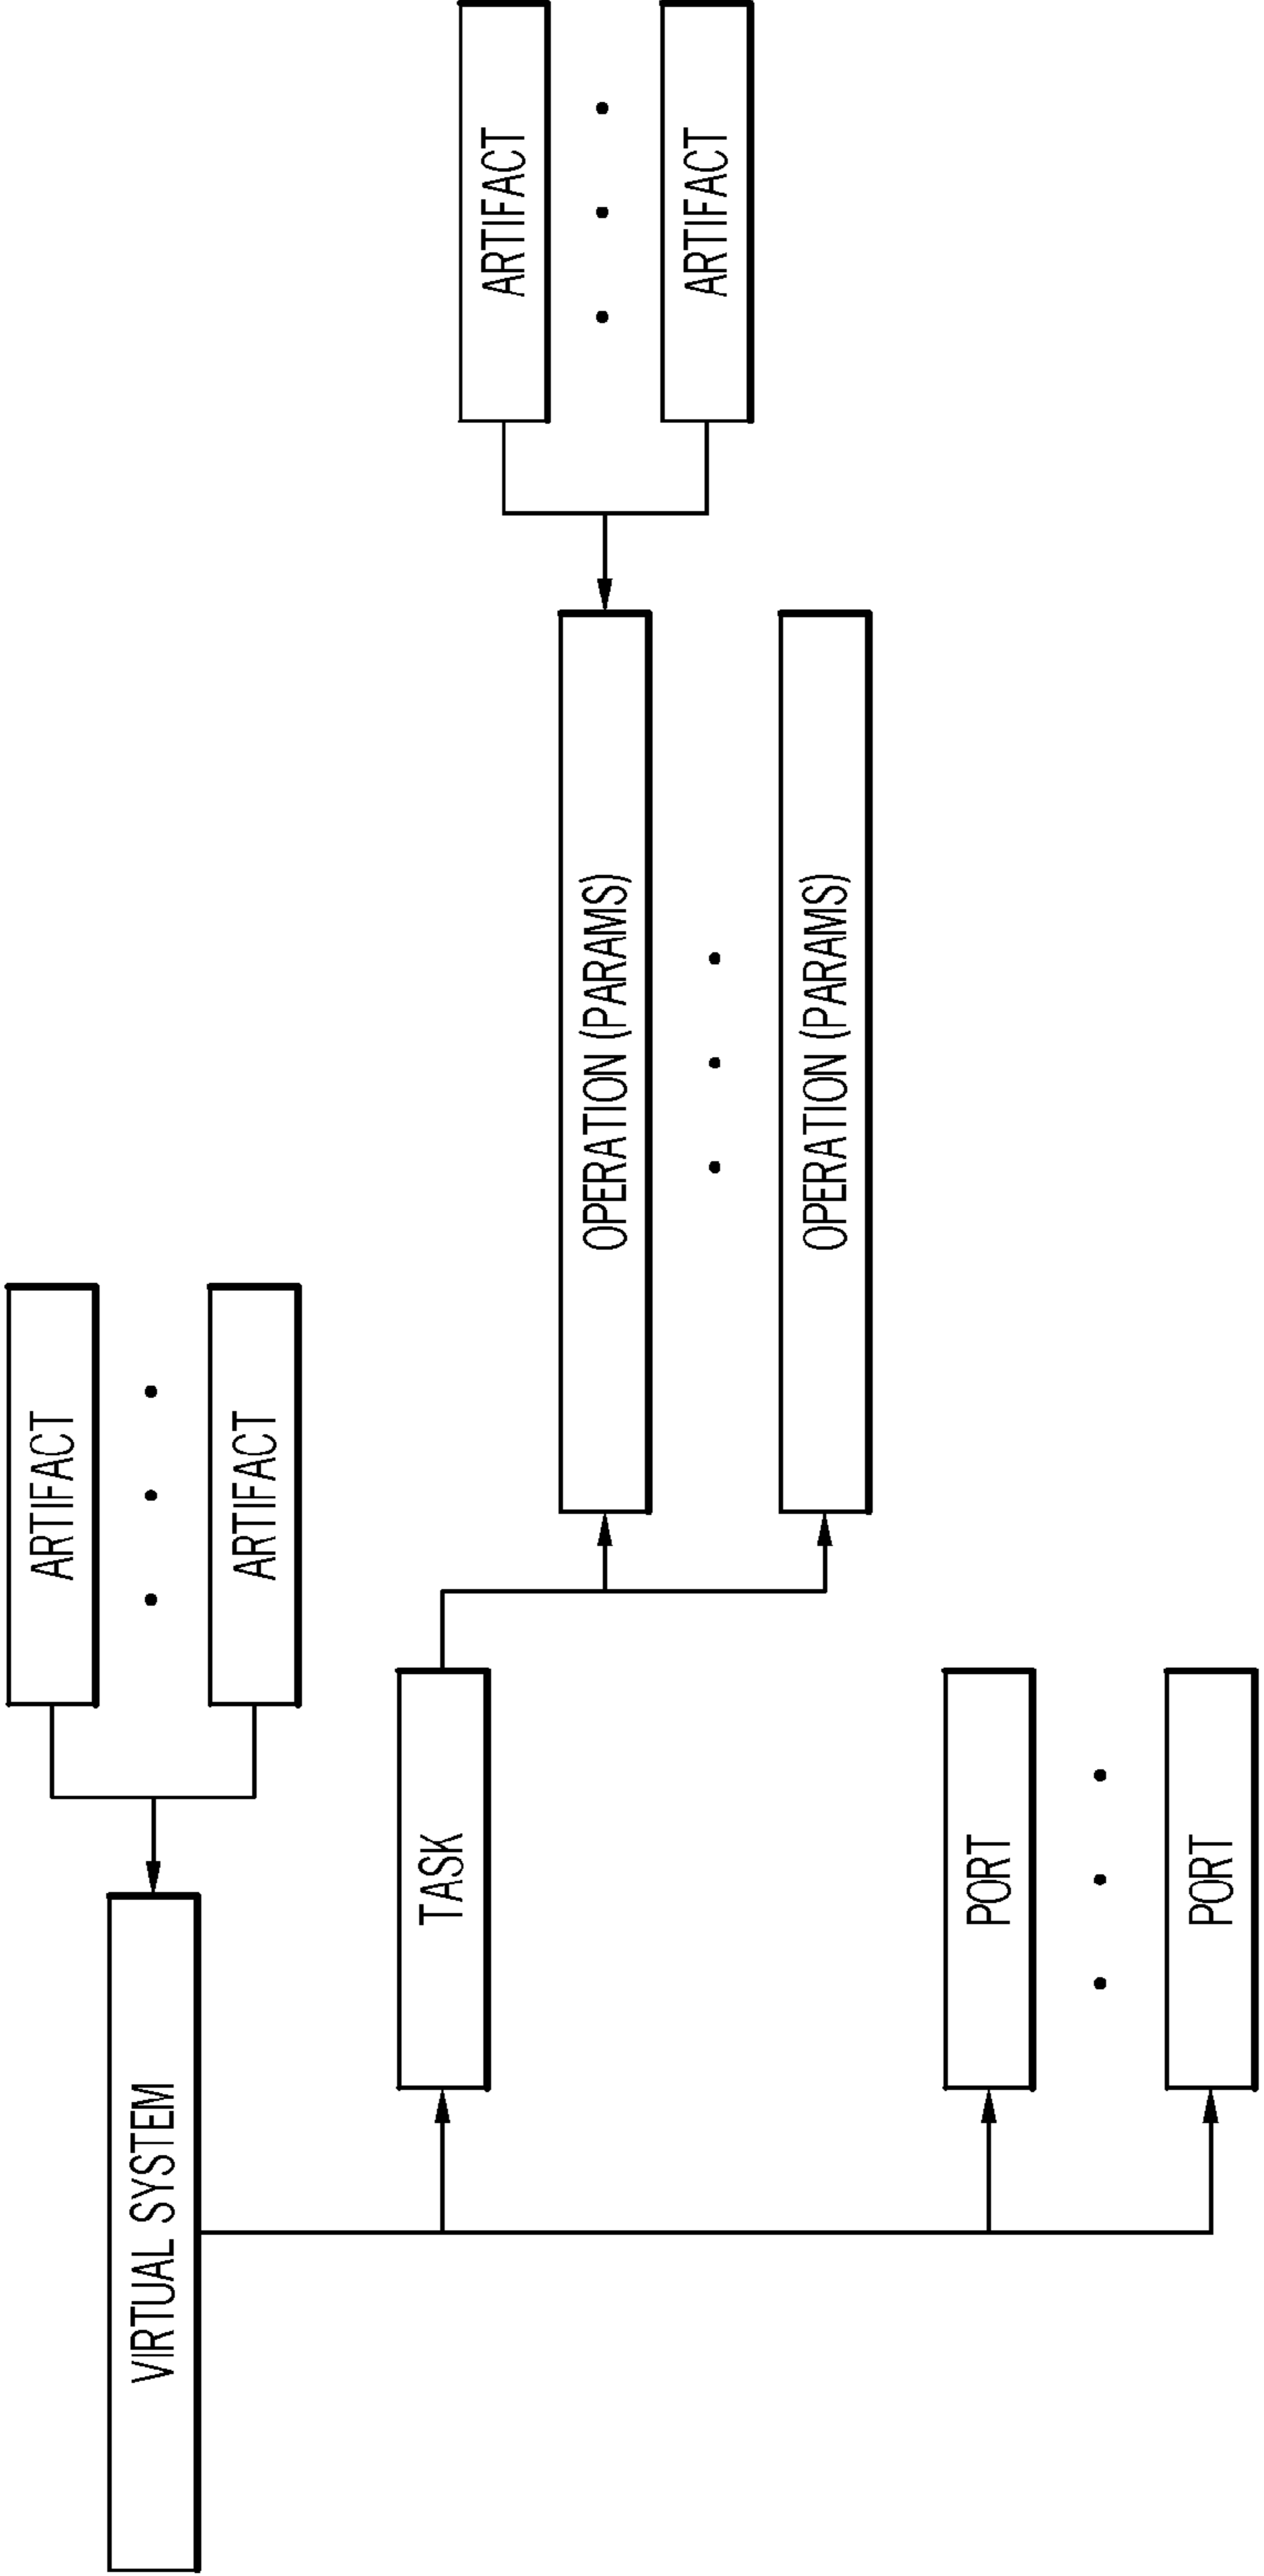 VIRTUAL SYSTEM
ARTIFACT
ARTIFACT
TASK
ARTIFACT
OPERATION (PARAMS)
ARTIFACT
OPERATION (PARAMS)
PORT
PORT